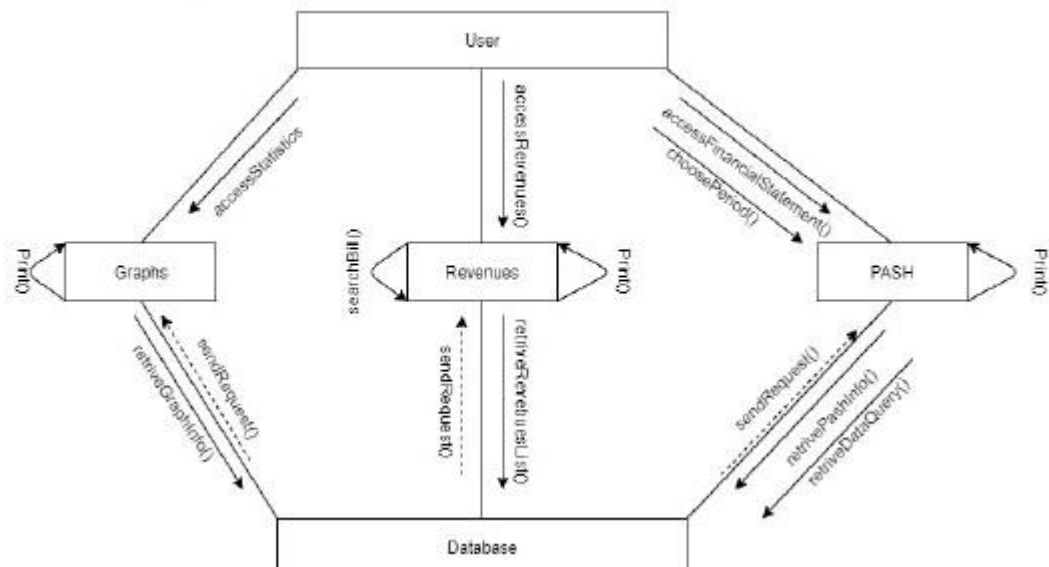 User
accessStatistics
accessRevenues()
accessFinancialStatement()
choosePeriod()
Print()
Graphs
searchBill()
Revenues
Print()
PASH
Print()
sendRequest()
retriveGraphInfo()
sendRequest()
retriveRevetuesList()
sendRequest()
retrivePashInfo()
retriveDataQuery()
Database